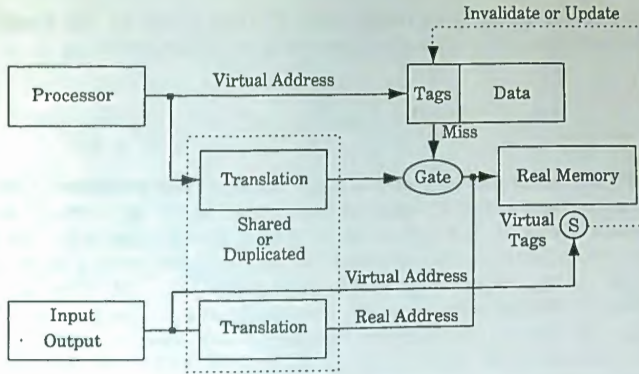 Invalidate or Update
Processor
Virtual Address
Tags
Data
Miss
Translation
Gate
Real Memory
Shared
or
Duplicated
Virtual
Tags
S
Virtual Address
Input
Output
Translation
Real Address